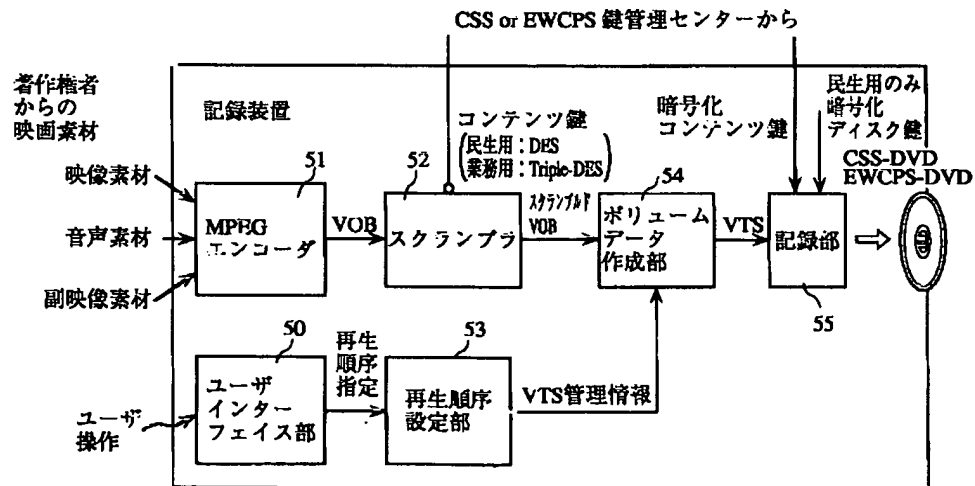 CSS or EWCPS 鍵管理センターから
著作権者
からの
映画素材
記録装置
コンテンツ鍵
民生用：DES
業務用：Triple-DES
暗号化
コンテンツ鍵
民生用のみ
暗号化
ディスク鍵
CSS-DVD
EWCPS-DVD
映像素材
音声素材
副映像素材
51
MPEG
エンコーダ
VOB
52
スクランブラ
スクランブルド
VOB
54
ボリューム
データ
作成部
VTS
記録部
55
50
ユーザ
インター
フェイス部
再生
順序
指定
53
再生順序
設定部
VTS管理情報
ユーザ
操作